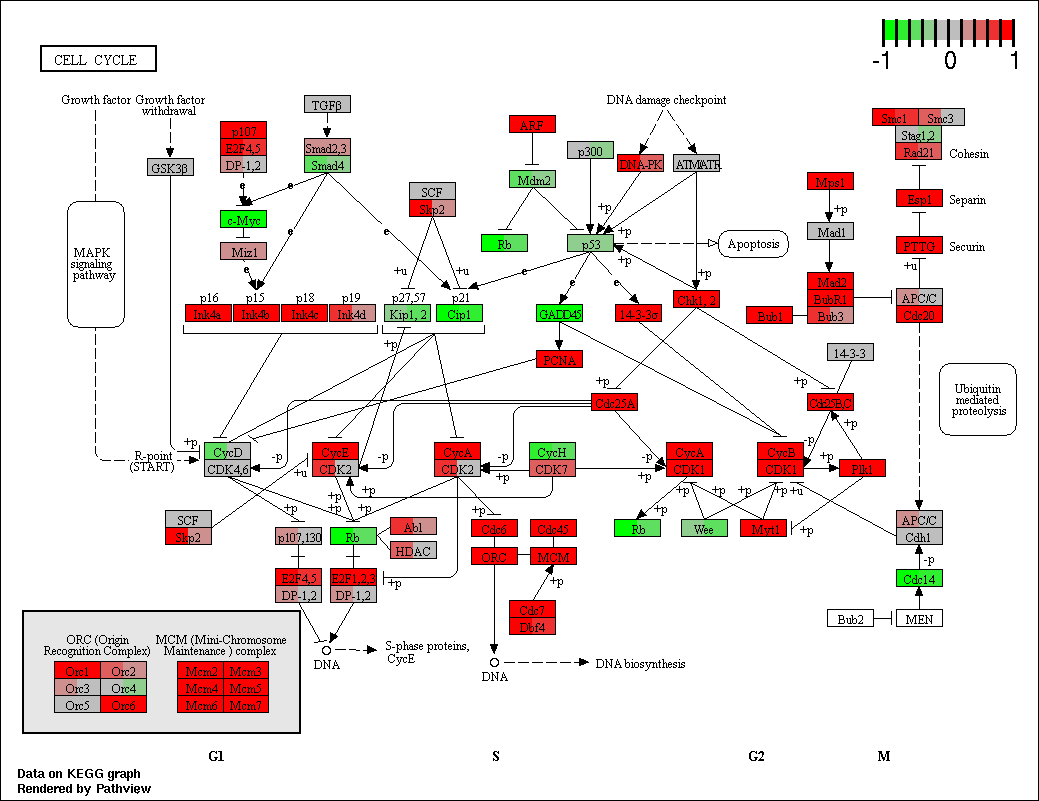 CELL CYCLE
-1 0 1
Growth factor
Growth factor
withdrawal
TGFβ
DNA damage checkpoint
p107
E2F4,5
DP-1,2
Smad2,3
Smad4
GSK3β
ARF
p300
DNA-PK
ATM/ATR
Smc1
Smc3
Stag1,2
Rad21
Cohesin
Mdm2
SCF
Skp2
Mps1
Esp1
Separin
e
e
+p
+p
c-Myc
Rb
p53
Apoptosis
Mad1
PTTG
Securin
MAPK
signaling
pathway
Miz1
e
e
+p
+u
+u
e
+p
+u
e
e
Mad2
BubR1
Bub3
Bub1
APC/C
Cdc20
p16
p15
p18
p19
p27,57
p21
Ink4a
Ink4b
Ink4c
Ink4d
Kip1, 2
Cip1
GADD45
14-3-3σ
Chk1, 2
+p
PCNA
14-3-3
+p
+p
Cdc25A
Cdc25B,C
Ubiquitin
mediated
proteolysis
R-point
(START)
+p
CycD
CDK4,6
-p
CycE
CDK2
-p
CycA
CDK2
-p
CycH
CDK7
-p
CycA
CDK1
CycB
CDK1
-p
+p
+p
Plk1
+u
+p
+p
+p
+p
+p
+p
+p
+p
+p
+p
+p
+u
SCF
Skp2
p107,130
Rb
Abl
HDAC
Cdc6
Cdc45
Rb
Wee
Myt1
+p
APC/C
Cdh1
ORC
MCM
-p
E2F4,5
DP-1,2
E2F1,2,3
DP-1,2
+p
+p
Cdc14
Cdc7
Dbf4
Bub2
MEN
DNA
S-phase proteins,
CycE
DNA
DNA biosynthesis
ORC (Origin
Recognition Complex)
MCM (Mini-Chromosome
Maintenance ) complex
Orc1 Orc2
Orc3 Orc4
Orc5 Orc6
Mcm2 Mcm3
Mcm4 Mcm5
Mcm6 Mcm7
G1 S G2 M
Data on KEGG graph
Rendered by Pathview